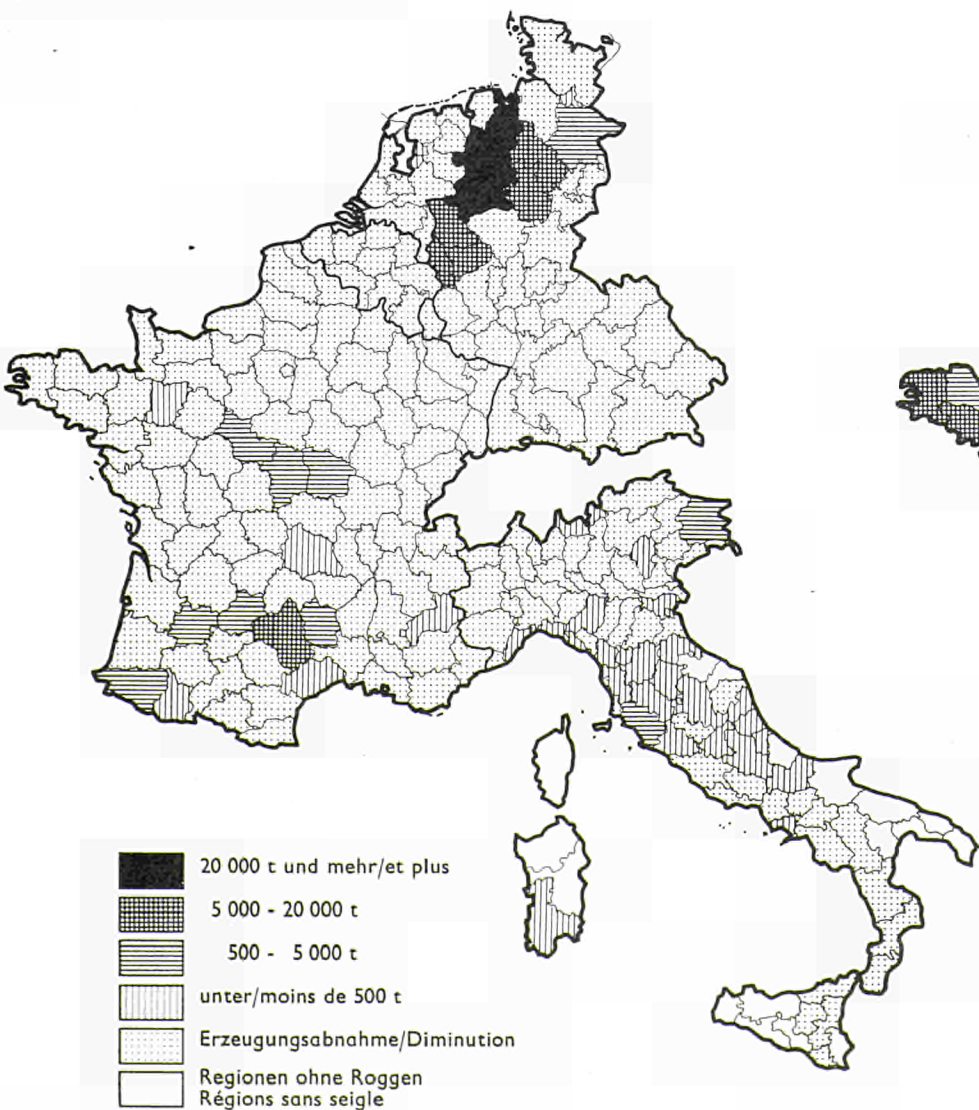 20 000 t und mehr/et plus
5 000 - 20 000 t
500 - 5 000 t
unter/moins de 500 t
Erzeugungsabnahme/Diminution
Regionen ohne Roggen
Régions sans seigle